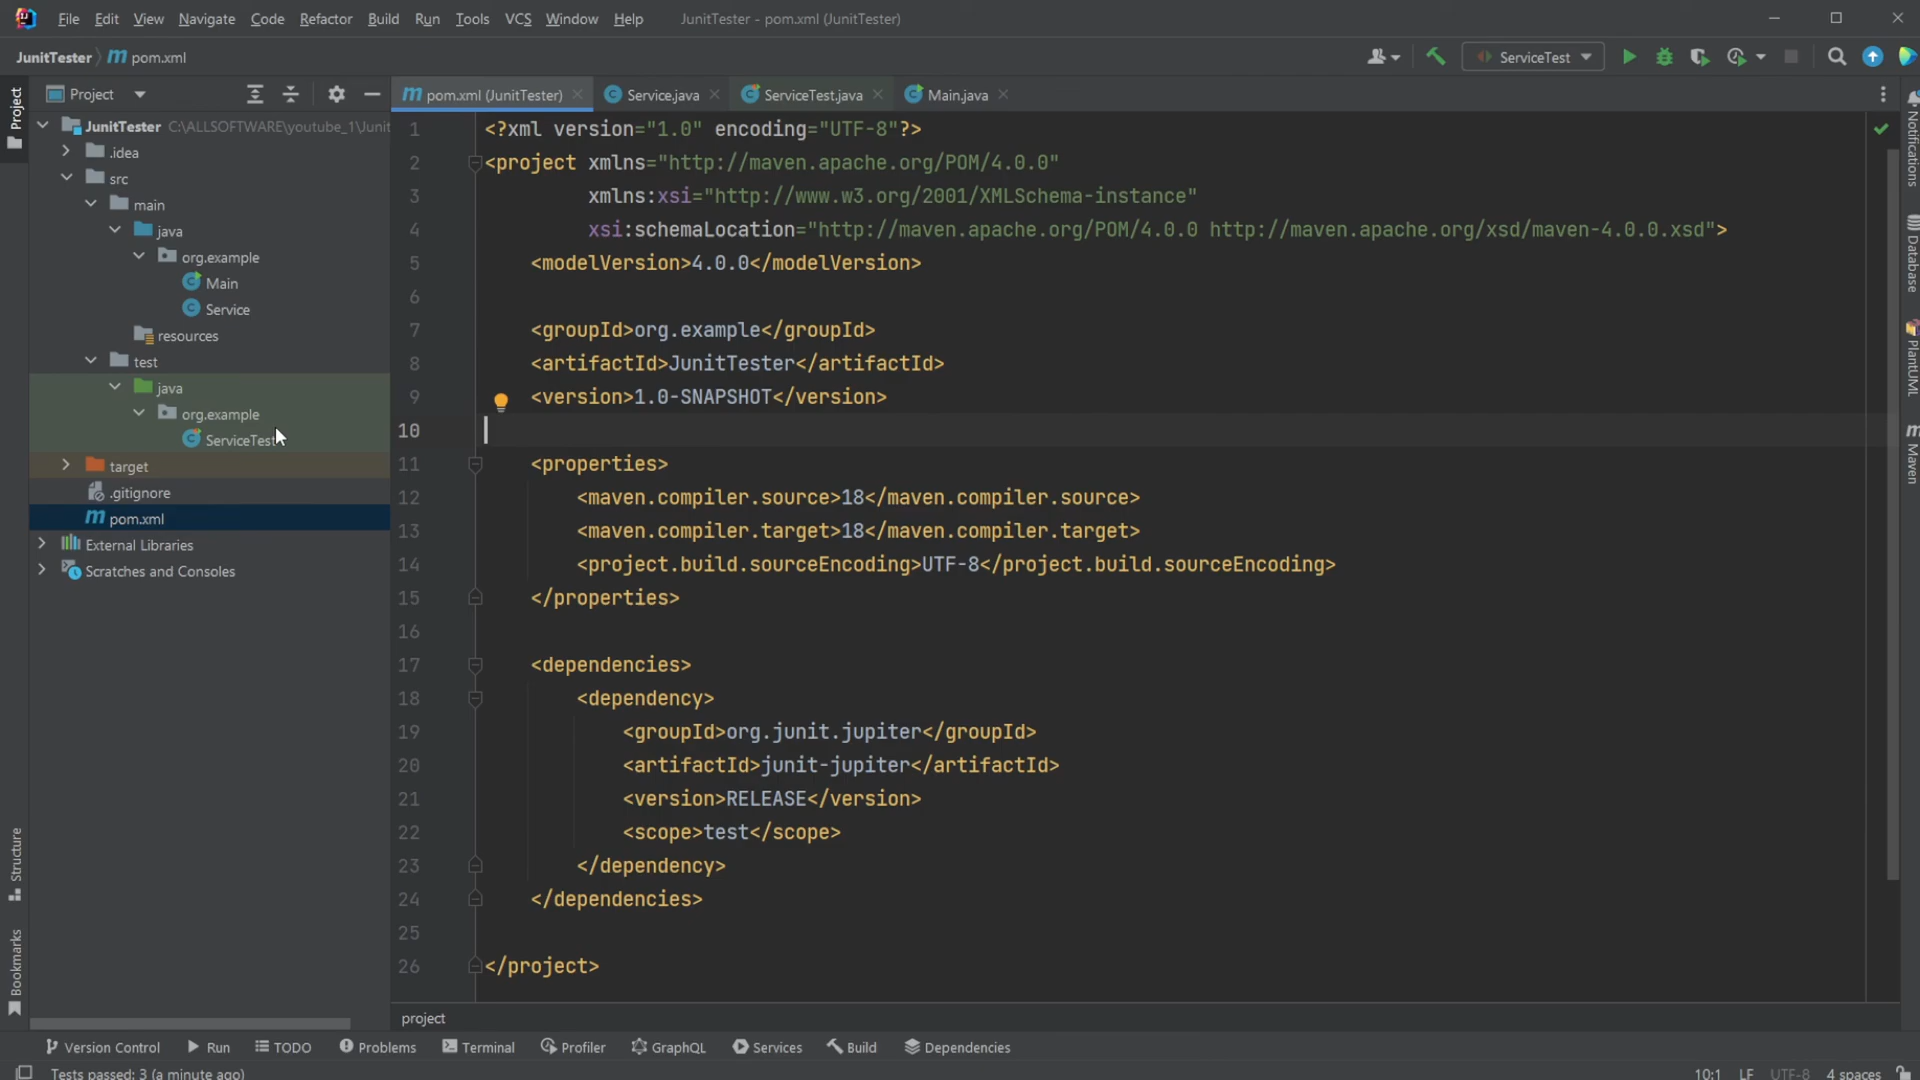 File Edit View Navigate Code Refactor Build Run Tools VCS Window Help JunitTester - pom.xml (JunitTester)
JunitTester pom.xml ServiceTest
Project
Project
JunitTester C:\ALLSOFTWARE\youtube_1\Junit
.idea
src
main
java
org.example
Main
Service
resources
test
java
org.example
ServiceTest
target
.gitignore
pom.xml
External Libraries
Scratches and Consoles
Structure
Bookmarks
pom.xml (JunitTester) Service.java ServiceTest.java Main.java
1 <?xml version="1.0" encoding="UTF-8"?>
2 <project xmlns="http://maven.apache.org/POM/4.0.0"
3 xmlns:xsi="http://www.w3.org/2001/XMLSchema-instance"
4 xsi:schemaLocation="http://maven.apache.org/POM/4.0.0 http://maven.apache.org/xsd/maven-4.0.0.xsd">
5 <modelVersion>4.0.0</modelVersion>
6
7 <groupId>org.example</groupId>
8 <artifactId>JunitTester</artifactId>
9 <version>1.0-SNAPSHOT</version>
10
11 <properties>
12 <maven.compiler.source>18</maven.compiler.source>
13 <maven.compiler.target>18</maven.compiler.target>
14 <project.build.sourceEncoding>UTF-8</project.build.sourceEncoding>
15 </properties>
16
17 <dependencies>
18 <dependency>
19 <groupId>org.junit.jupiter</groupId>
20 <artifactId>junit-jupiter</artifactId>
21 <version>RELEASE</version>
22 <scope>test</scope>
23 </dependency>
24 </dependencies>
25
26 </project>
project
Notifications
Database
PlantUML
Maven
Version Control Run TODO Problems Terminal Profiler GraphQL Services Build Dependencies
Tests passed: 3 (a minute ago) 10:1 LF UTF-8 4 spaces